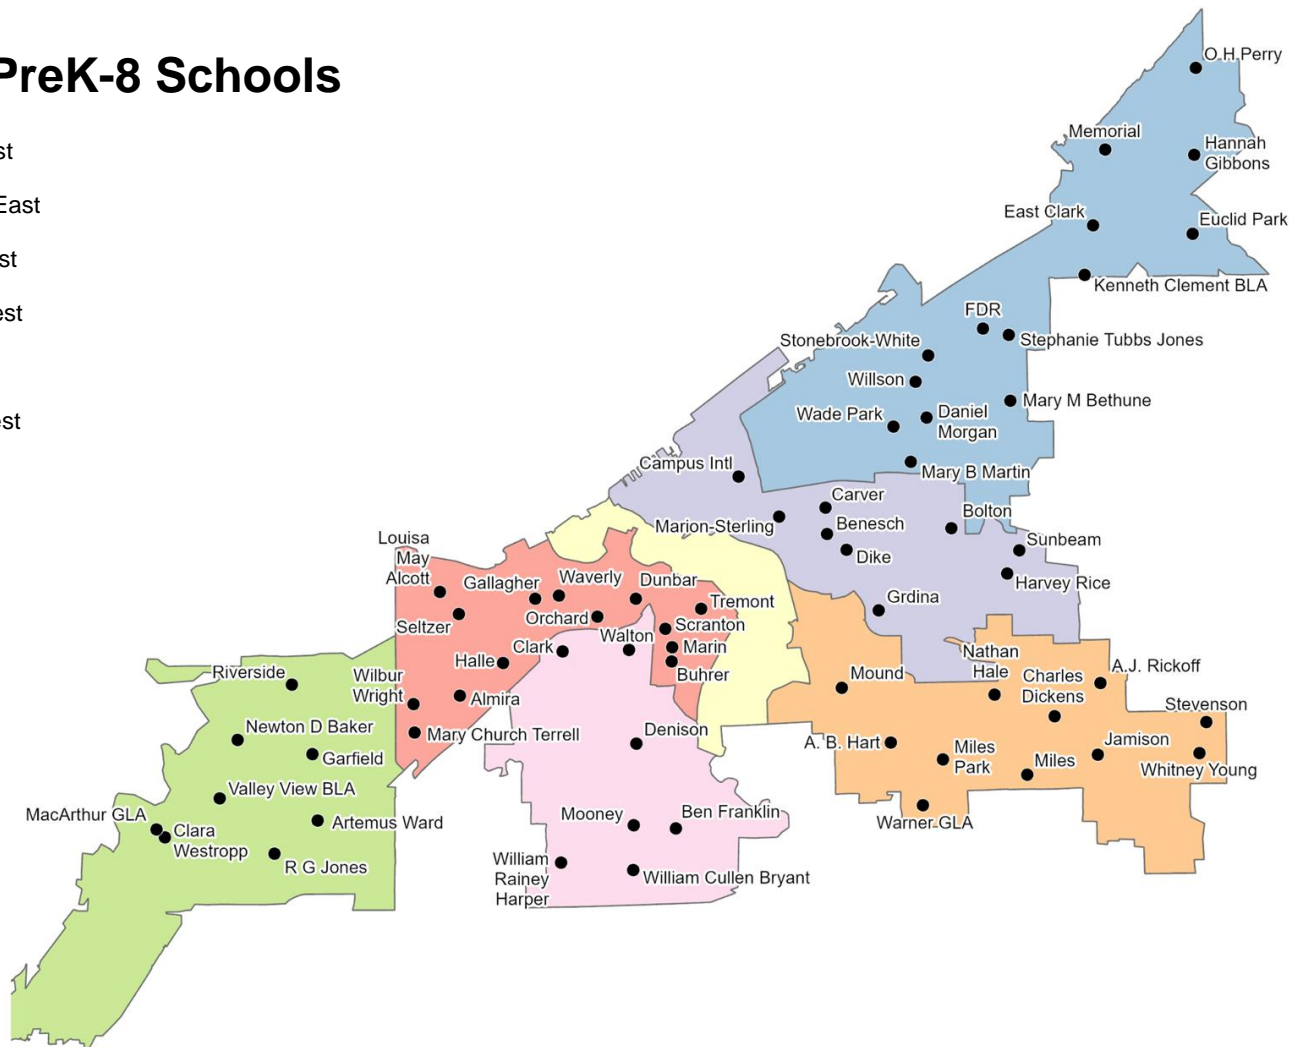 PreK-8 Schools
st
East
st
est
est
O H Perry
Memorial
Hannah
Gibbons
East Clark
Euclid Park
Kenneth Clement BLA
FDR
Stephanie Tubbs Jones
Stonebrook-White
Willson
Mary M Bethune
Wade Park
Daniel
Morgan
Campus Intl
Mary B Martin
Carver
Bolton
Marion-Sterling
Benesch
Sunbeam
Dike
Harvey Rice
Grdina
Louisa
May
Alcott
Gallagher
Waverly
Dunbar
Tremont
Seltzer
Orchard
Scranton
Walton
Marin
Clark
Halle
Buhrer
Nathan
Hale
Riverside
Wilbur
Wright
Almira
Mound
Charles
Dickens
A.J. Rickoff
Stevenson
Newton D Baker
Mary Church Terrell
Denison
A. B. Hart
Miles
Park
Miles
Jamison
Whitney Young
Garfield
Valley View BLA
MacArthur GLA
Clara
Westropp
Artemus Ward
Mooney
Ben Franklin
Warner GLA
R G Jones
William
Rainey
Harper
William Cullen Bryant